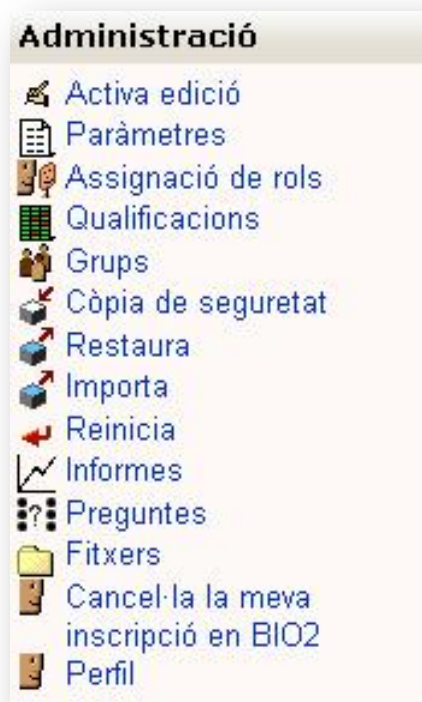 Administració
Activa edició
Paràmetres
Assignació de rols
Qualificacions
Grups
Còpia de seguretat
Restaura
Importa
Reinicia
Informes
Preguntes
Fitxers
Cancel·la la meva
inscripció en BIO2
Perfil